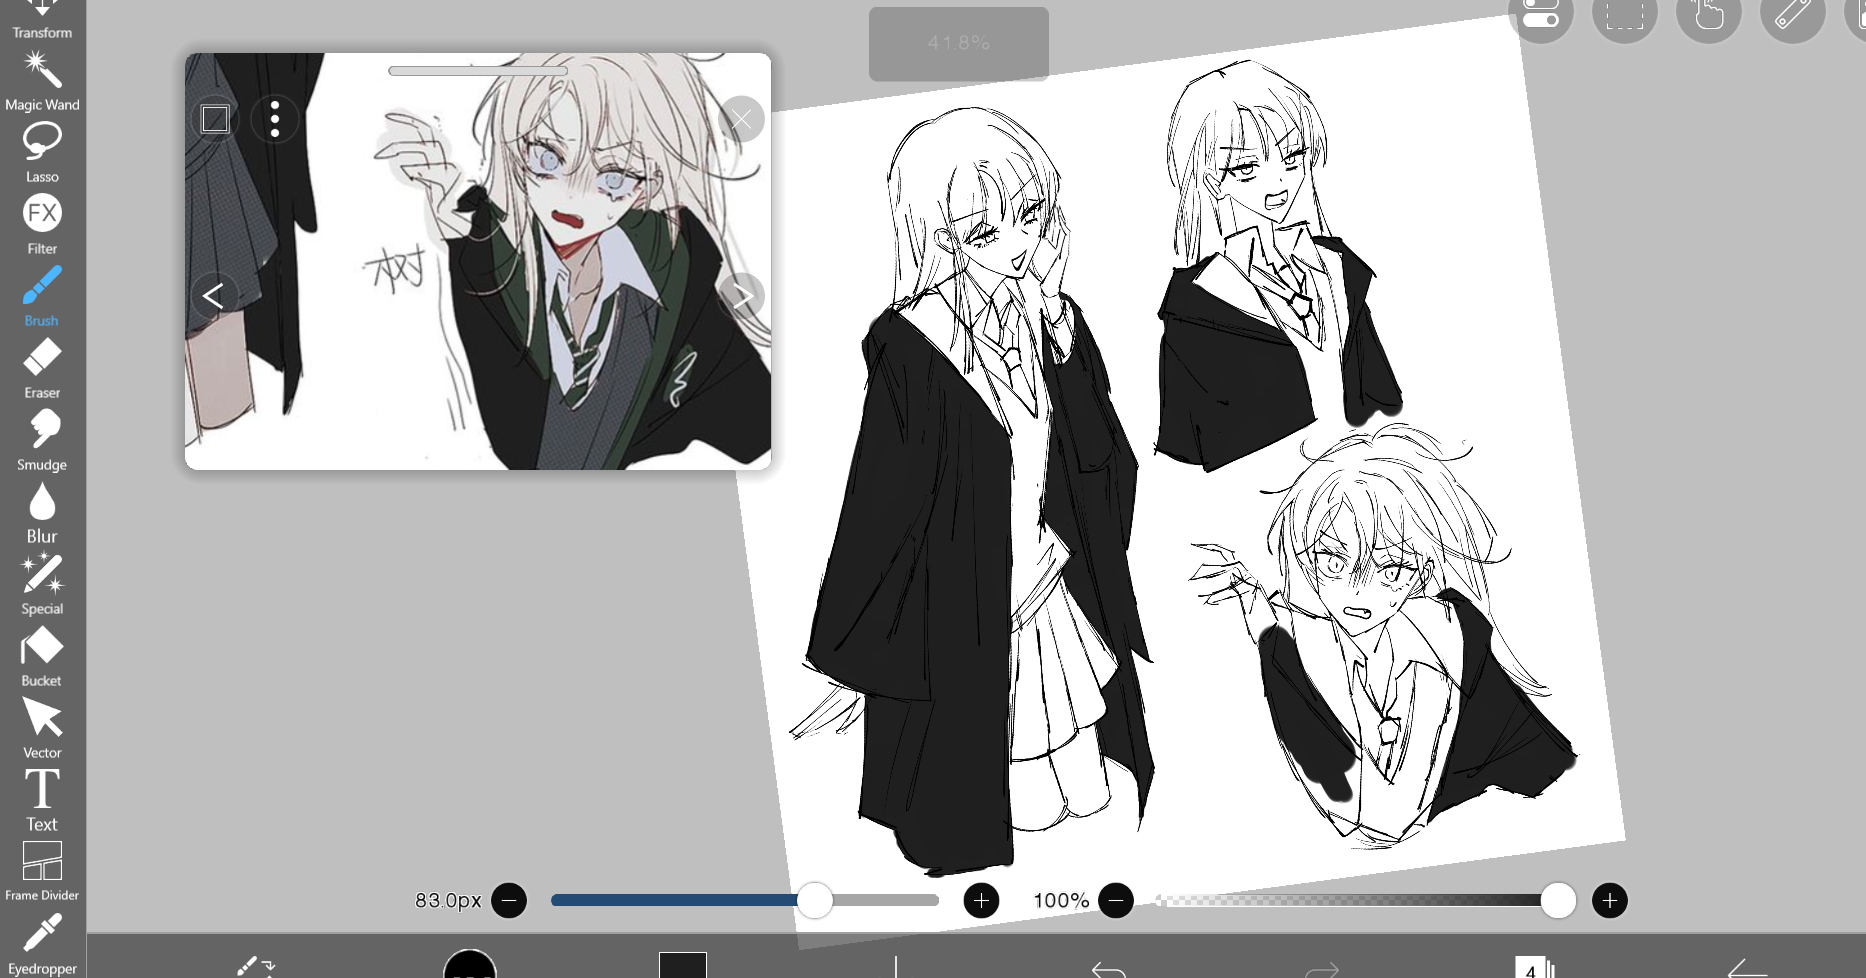 Transform
Magic Wand
Lasso
FX
Filter
Brush
Eraser
Smudge
Blur
Special
Bucket
Vector
T
Text
Frame Divider
Eyedropper
41.8%
83.0px
100%
4